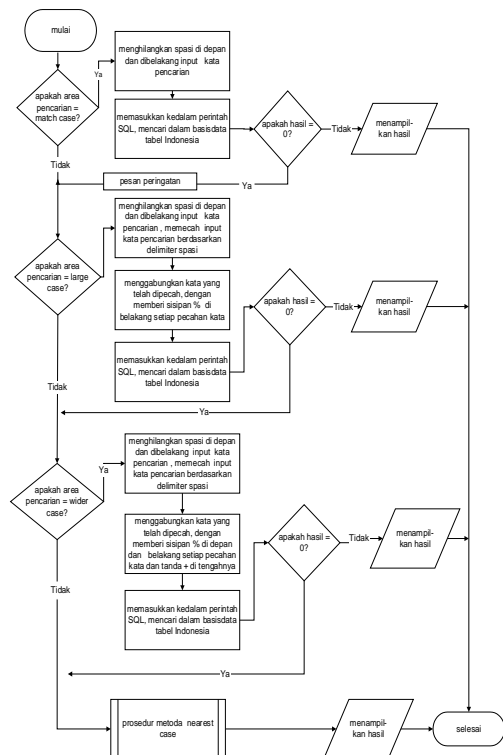 mulai
apakah area
pencarian =
match case?
Ya
menghilangkan spasi di depan
dan dibelakang input kata
pencarian
memasukkan kedalam perintah
SQL, mencari dalam basisdata
tabel Indonesia
apakah hasil =
0?
Tidak
menampil-
kan hasil
Tidak
pesan peringatan
Ya
apakah area
pencarian = large
case?
menghilangkan spasi di depan
dan dibelakang input kata
pencarian , memecah input
kata pencarian berdasarkan
delimiter spasi
menggabungkan kata yang
telah dipecah, dengan
memberi sisipan % di
belakang setiap pecahan kata
memasukkan kedalam perintah
SQL, mencari dalam basisdata
tabel Indonesia
apakah hasil =
0?
Tidak
menampil-
kan hasil
Tidak
Ya
apakah area
pencarian = wider
case?
Ya
menghilangkan spasi di depan
dan dibelakang input kata
pencarian , memecah input
kata pencarian berdasarkan
delimiter spasi
menggabungkan kata yang
telah dipecah, dengan
memberi sisipan % di depan
dan belakang setiap pecahan
kata dan tanda + di tengahnya
memasukkan kedalam perintah
SQL, mencari dalam basisdata
tabel Indonesia
apakah hasil =
0?
Tidak
menampil-
kan hasil
Tidak
Ya
prosedur metoda nearest
case
menampil-
kan hasil
selesai